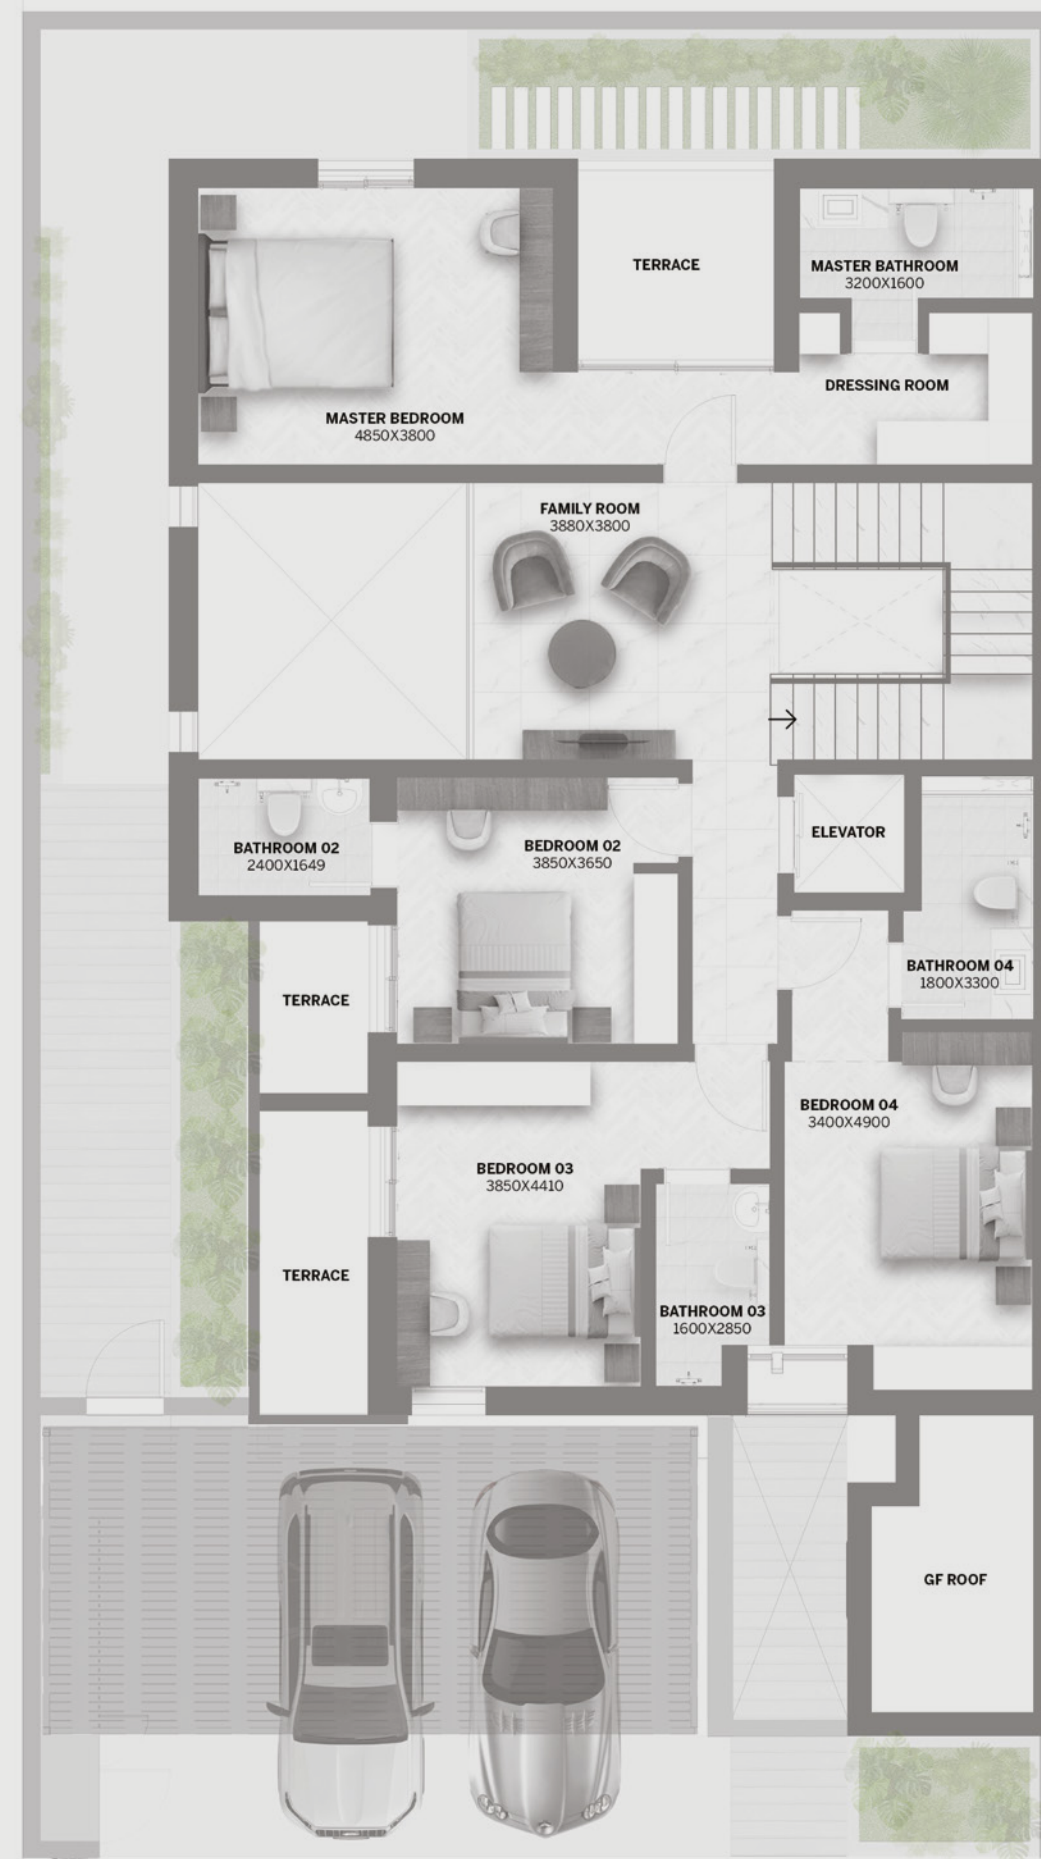 TERRACE
MASTER BATHROOM
3200X1600
DRESSING ROOM
MASTER BEDROOM
4850X3800
FAMILY ROOM
3880X3800
ELEVATOR
BATHROOM 02
2400X1649
BEDROOM 02
3850X3650
BATHROOM 04
1800X3300
TERRACE
BEDROOM 04
3400X4900
BEDROOM 03
3850X4410
TERRACE
BATHROOM 03
1600X2850
GF ROOF